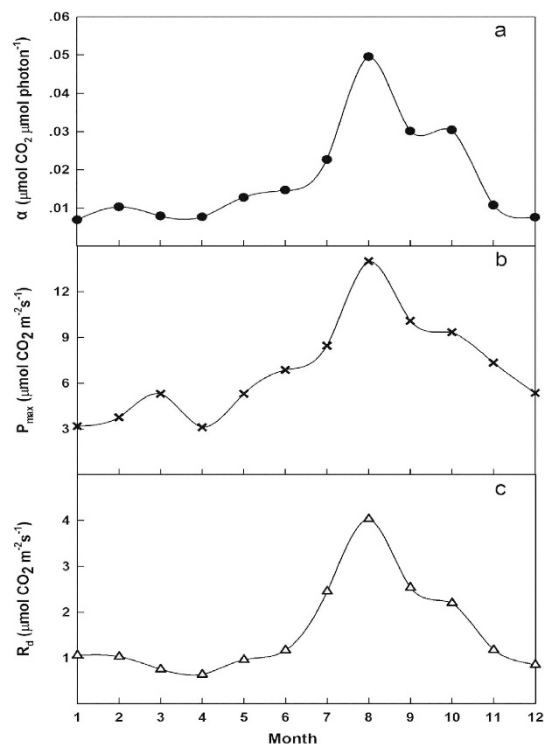 .06
a
.05
.04
.03
.02
.01
α (μmol CO₂ μmol photon⁻¹)
b
12
9
6
3
Pmax (μmol CO₂ m⁻²s⁻¹)
c
4
3
2
1
Rd (μmol CO₂ m⁻²s⁻¹)
1 2 3 4 5 6 7 8 9 10 11 12
Month